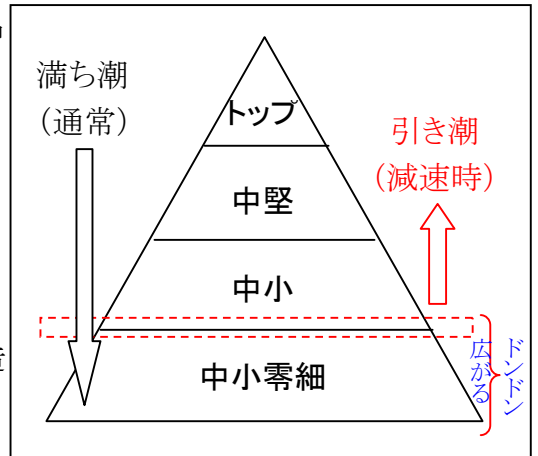 満ち潮
（通常）
トップ
引き潮
（減速時）
中堅
中小
中小零細
ドンドン
広がる